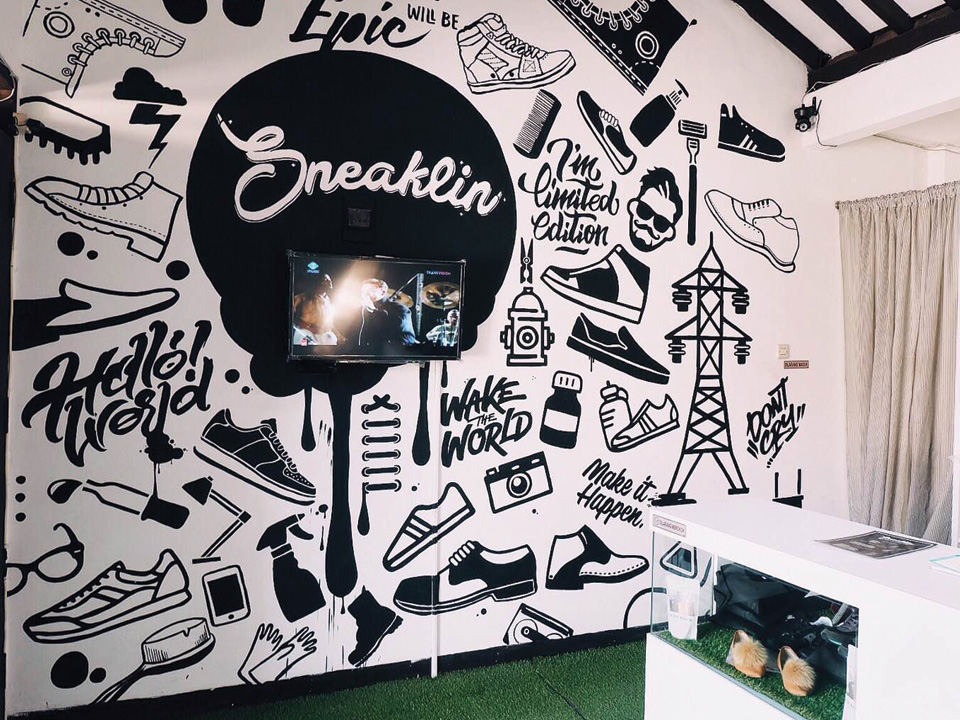 Epic
WILL BE
Sneaklin
I'm
Limited
Edition
Hello!
World
WAKE
THE
WORLD
DON'T
CRY"
Make it
Happen.